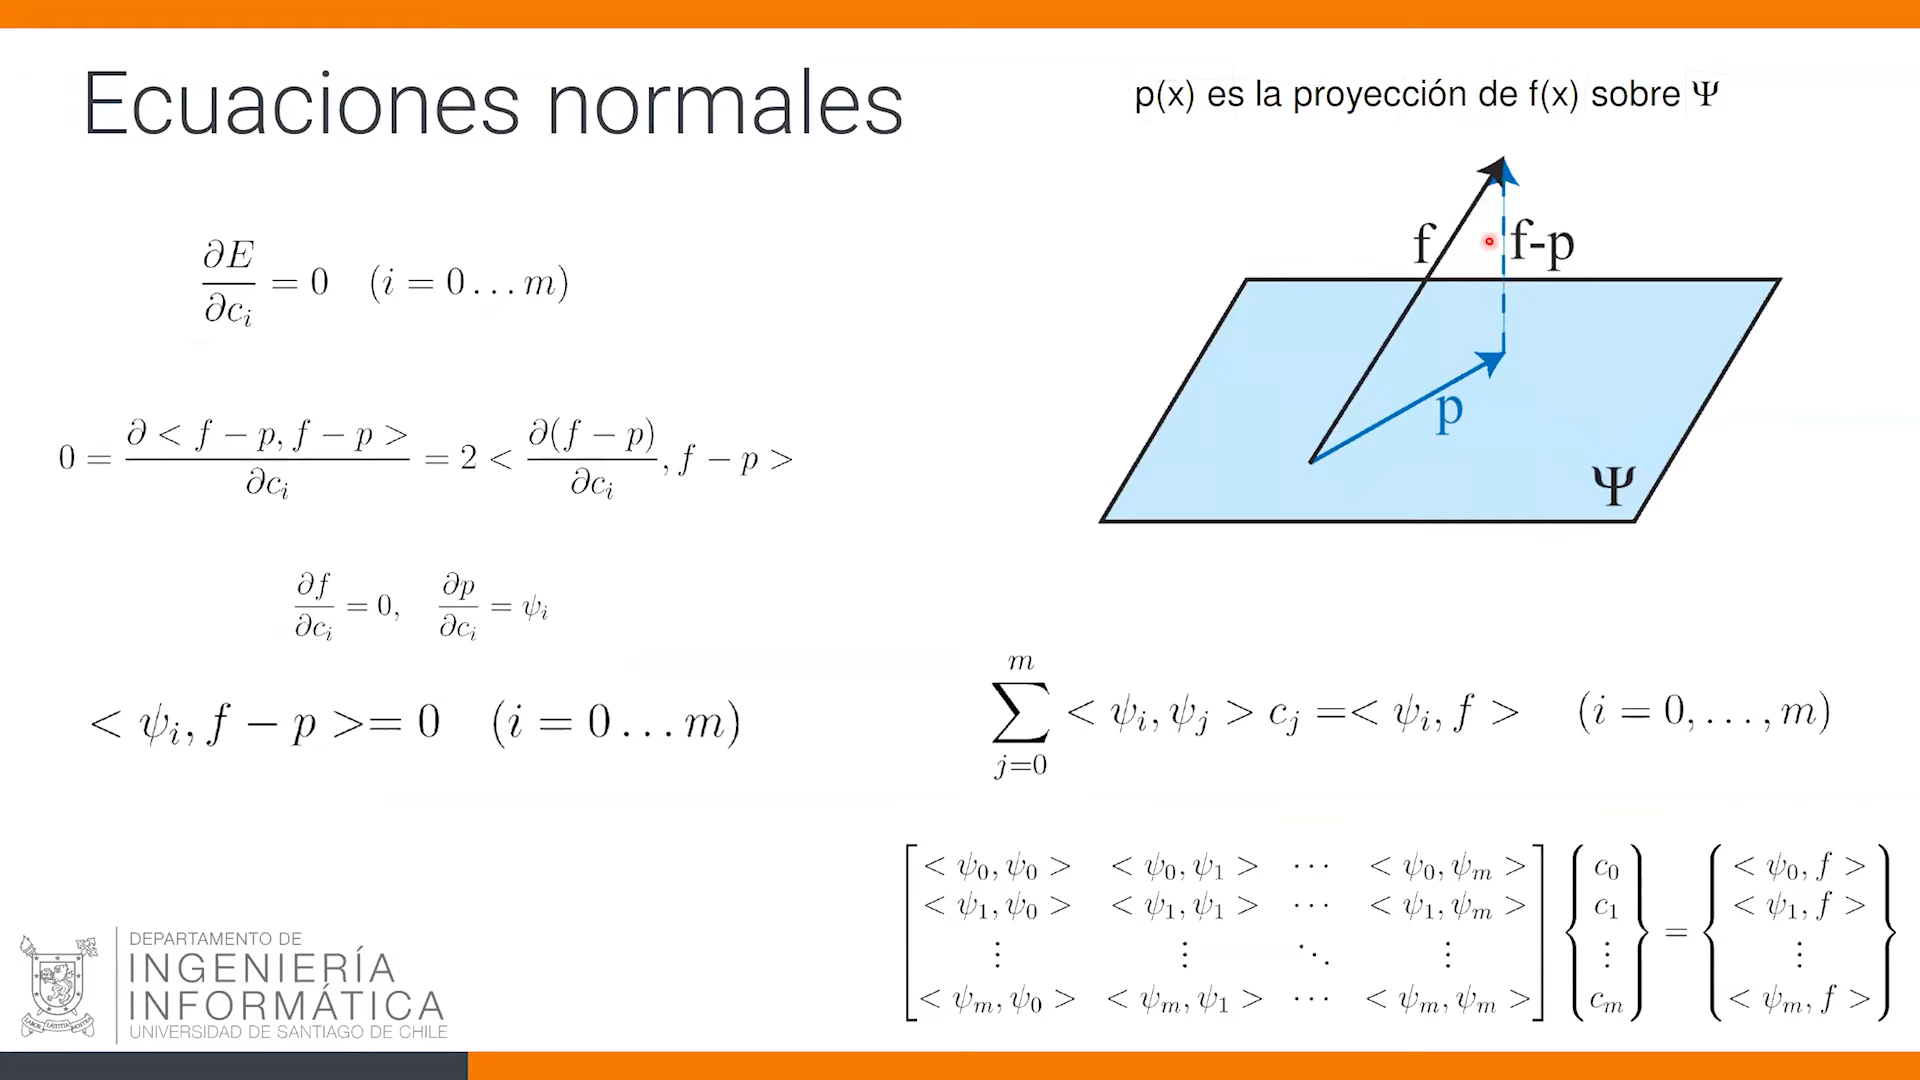 Ecuaciones normales
p(x) es la proyección de f(x) sobre Ψ
f
f-p
p
Ψ
∂E/∂c_i = 0 (i = 0 … m)
0 = ∂ < f − p, f − p > / ∂c_i = 2 < ∂(f − p)/∂c_i , f − p >
∂f/∂c_i = 0, ∂p/∂c_i = ψ_i
< ψ_i, f − p >= 0 (i = 0 … m)
∑_{j=0}^{m} < ψ_i, ψ_j > c_j =< ψ_i, f > (i = 0, …, m)
[ < ψ_0, ψ_0 > < ψ_0, ψ_1 > ⋯ < ψ_0, ψ_m > ] { c_0 } = { < ψ_0, f > }
[ < ψ_1, ψ_0 > < ψ_1, ψ_1 > ⋯ < ψ_1, ψ_m > ] { c_1 } { < ψ_1, f > }
⋮ ⋮ ⋱ ⋮ ⋮ ⋮
[ < ψ_m, ψ_0 > < ψ_m, ψ_1 > ⋯ < ψ_m, ψ_m > ] { c_m } { < ψ_m, f > }
DEPARTAMENTO DE
INGENIERÍA
INFORMÁTICA
UNIVERSIDAD DE SANTIAGO DE CHILE